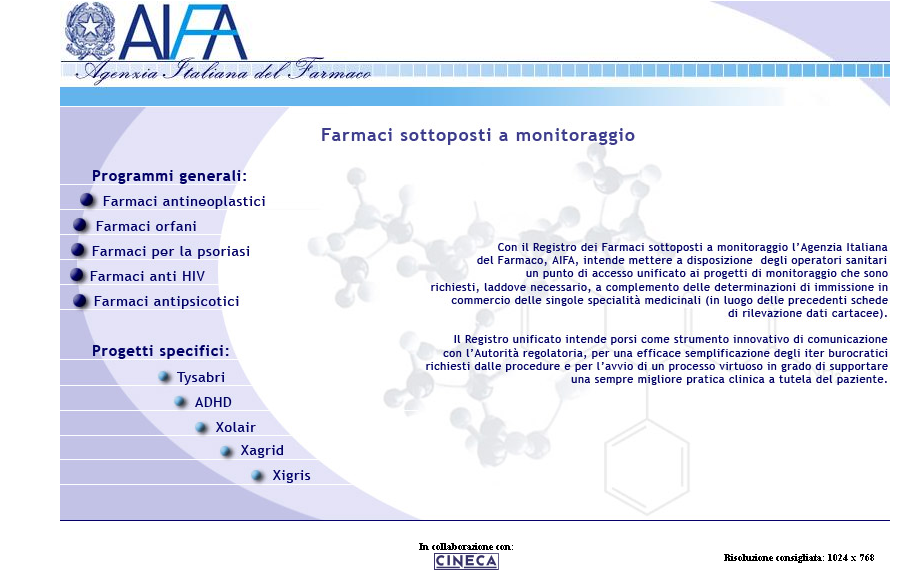 AIFA
Agenzia Italiana del Farmaco
Farmaci sottoposti a monitoraggio
Programmi generali:
Farmaci antineoplastici
Farmaci orfani
Farmaci per la psoriasi
Farmaci anti HIV
Farmaci antipsicotici
Progetti specifici:
Tysabri
ADHD
Xolair
Xagrid
Xigris
Con il Registro dei Farmaci sottoposti a monitoraggio l'Agenzia Italiana
del Farmaco, AIFA, intende mettere a disposizione degli operatori sanitari
un punto di accesso unificato ai progetti di monitoraggio che sono
richiesti, laddove necessario, a complemento delle determinazioni di immissione in
commercio delle singole specialità medicinali (in luogo delle precedenti schede
di rilevazione dati cartacee).
Il Registro unificato intende porsi come strumento innovativo di comunicazione
con l'Autorità regolatoria, per una efficace semplificazione degli iter burocratici
richiesti dalle procedure e per l'avvio di un processo virtuoso in grado di supportare
una sempre migliore pratica clinica a tutela del paziente.
In collaborazione con:
CINECA
Risoluzione consigliata: 1024 x 768